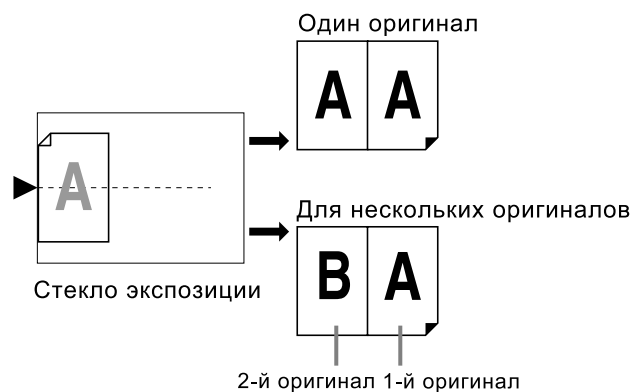 Один оригинал
A A
A
Для нескольких оригиналов
B A
Стекло экспозиции
2-й оригинал 1-й оригинал